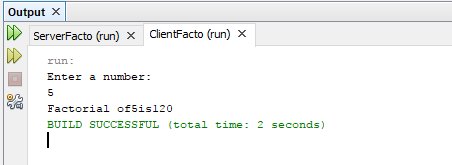 Output
ServerFacto (run) ClientFacto (run)
run:
Enter a number:
5
Factorial of5is120
BUILD SUCCESSFUL (total time: 2 seconds)